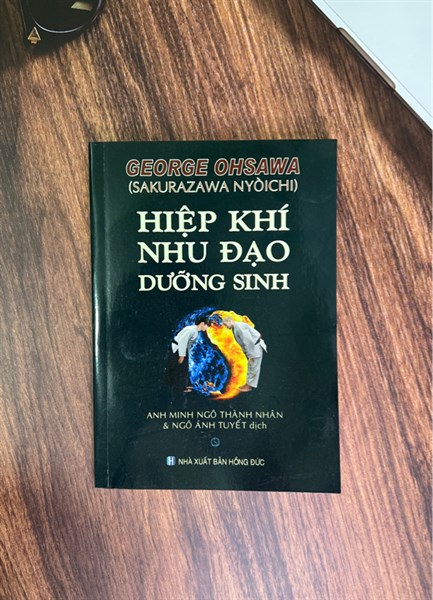 GEORGE OHSAWA
(SAKURAZAWA NYÒICHI)
HIỆP KHÍ
NHU ĐẠO
DƯỠNG SINH
ANH MINH NGÔ THÀNH NHÂN
& NGÔ ÁNH TUYẾT dịch
H NHÀ XUẤT BẢN HỒNG ĐỨC